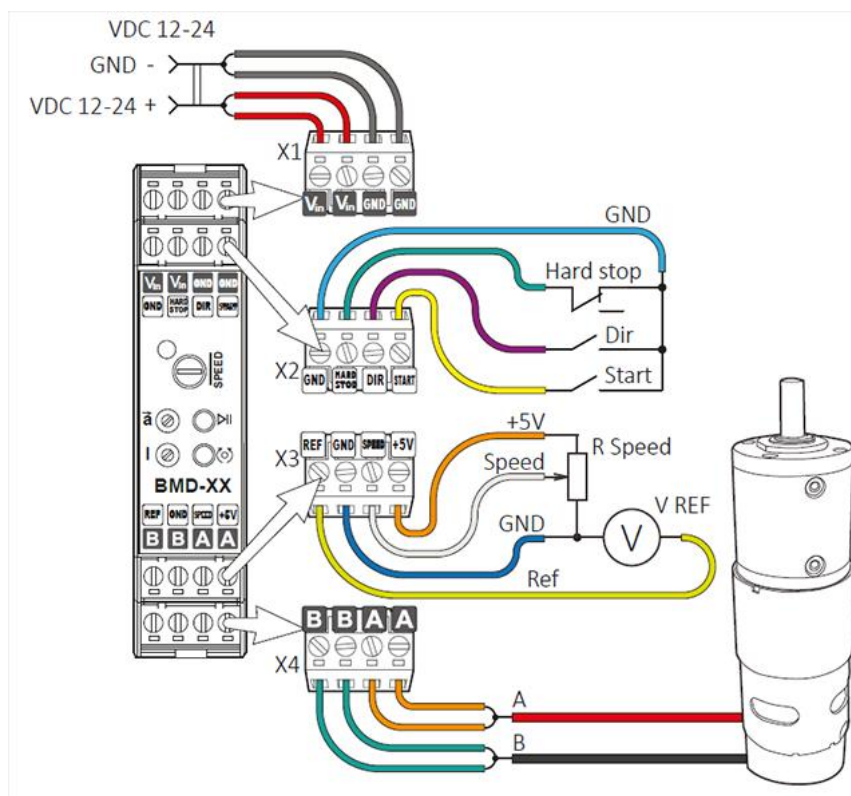 VDC 12-24
GND -
VDC 12-24 +
X1
Vin Vin GND GND
GND
Hard stop
Dir
Start
X2
GND HARD STOP DIR START
Vin Vin GND GND
GND HARD STOP DIR START
SPEED
a
I
BMD-XX
REF GND SPEED +5V
B B A A
REF GND SPEED +5V
X3
+5V
Speed
R Speed
GND
V REF
V
Ref
B B A A
X4
A
B